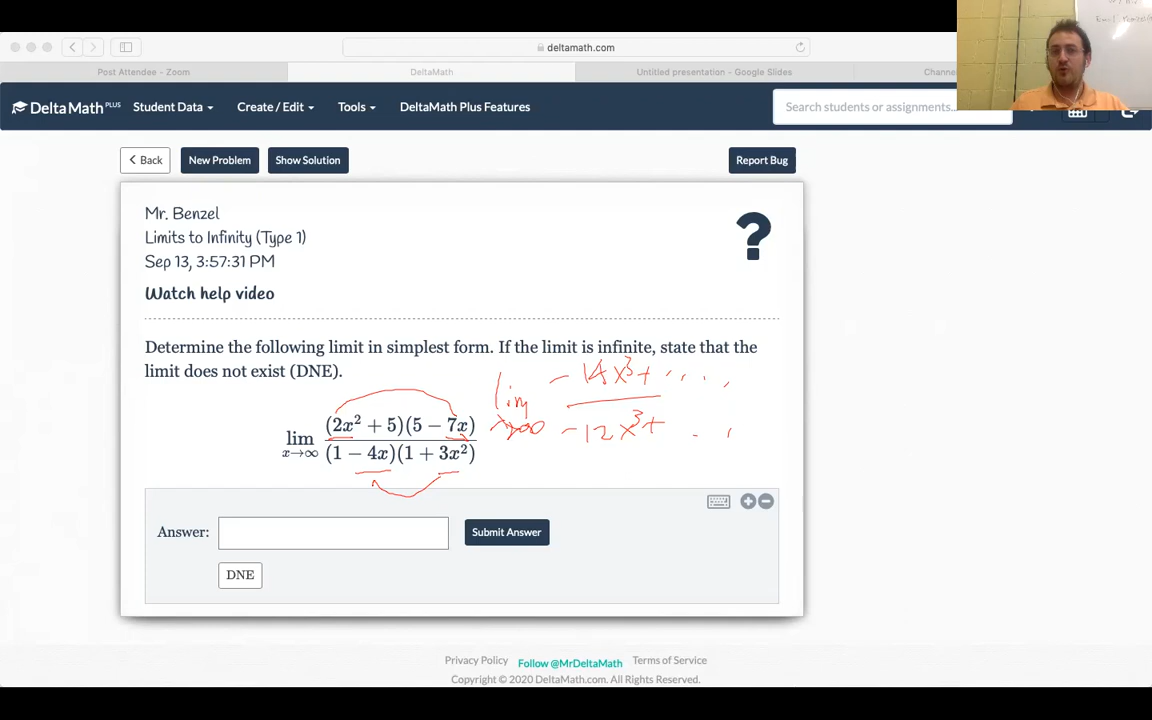 deltamath.com
Post Attendee - Zoom
DeltaMath
Untitled presentation - Google Slides
Chann
DeltaMath PLUS
Student Data
Create / Edit
Tools
DeltaMath Plus Features
Search students or assignments...
Back
New Problem
Show Solution
Report Bug
Mr. Benzel
Limits to Infinity (Type 1)
Sep 13, 3:57:31 PM
?
Watch help video
Determine the following limit in simplest form. If the limit is infinite, state that the
limit does not exist (DNE).
lim x→∞ (2x² + 5)(5 − 7x) / (1 − 4x)(1 + 3x²)
lim x→∞ −14x³ + ..., / −12x³ + ...
Answer:
Submit Answer
DNE
Privacy Policy
Follow @MrDeltaMath
Terms of Service
Copyright © 2020 DeltaMath.com. All Rights Reserved.